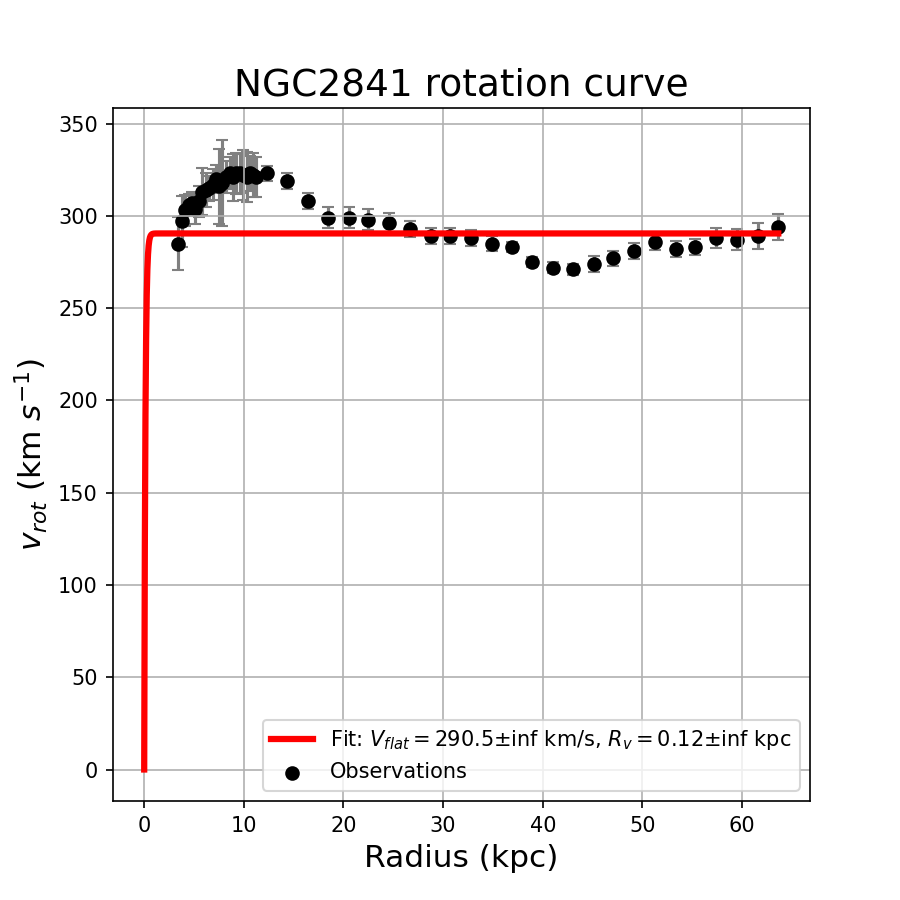 NGC2841 rotation curve
350
300
250
200
150
100
50
0
v_rot (km s⁻¹)
Fit: V_flat = 290.5±inf km/s, R_v = 0.12±inf kpc
Observations
0 10 20 30 40 50 60
Radius (kpc)